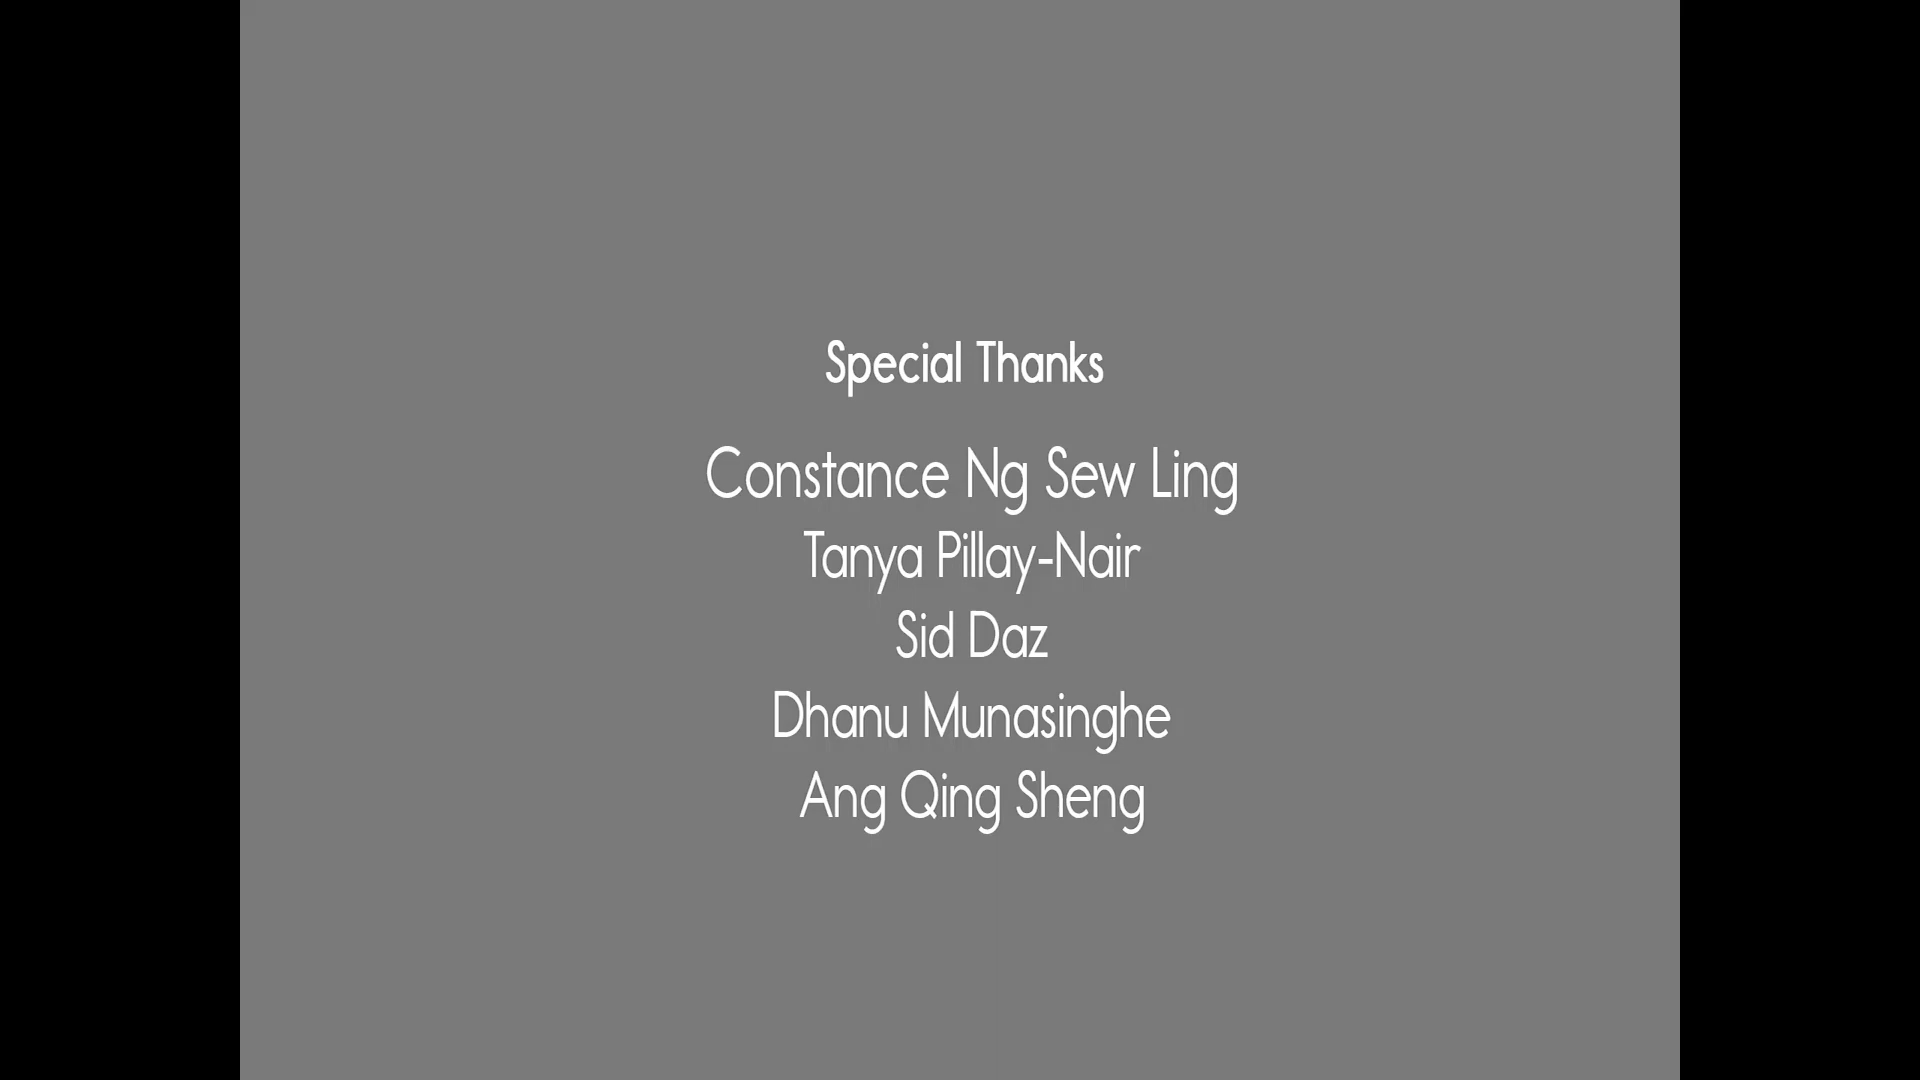 Special Thanks
Constance Ng Sew Ling
Tanya Pillay-Nair
Sid Daz
Dhanu Munasinghe
Ang Qing Sheng